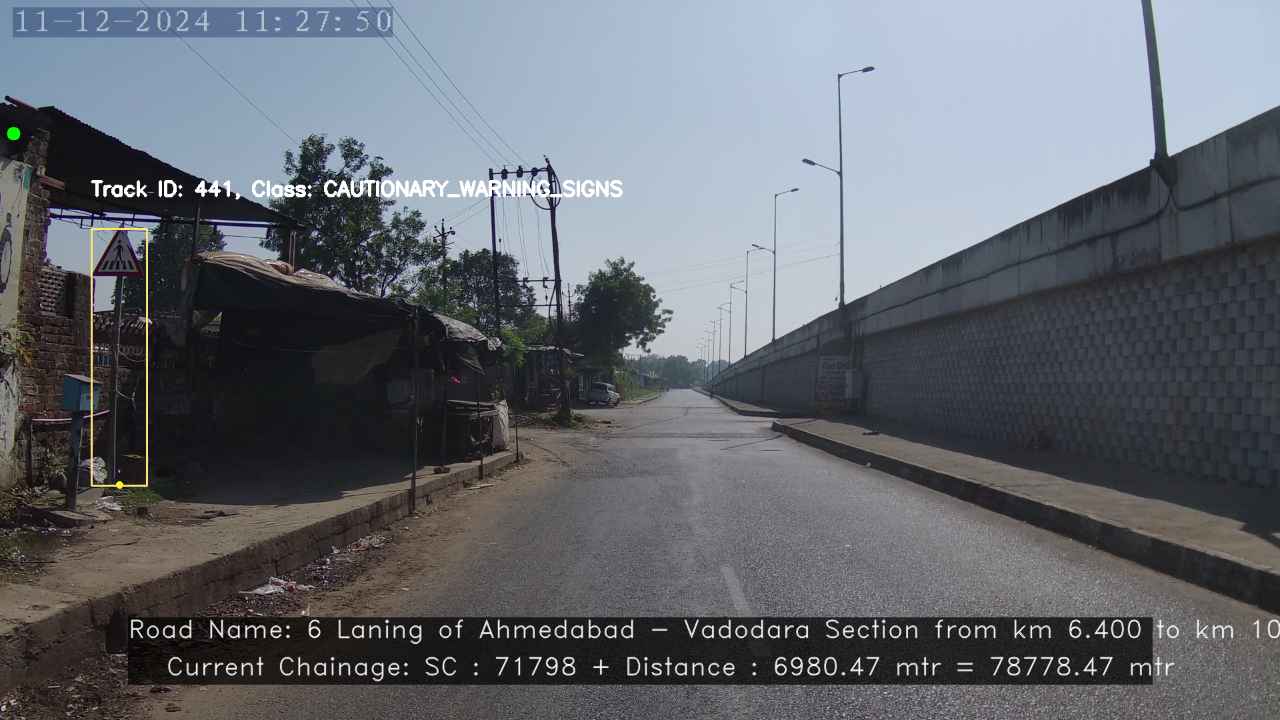 11-12-2024 11:27:50
Track ID: 441, Class: CAUTIONARY_WARNING_SIGNS
Road Name: 6 Laning of Ahmedabad - Vadodara Section from km 6.400 to km 10
Current Chainage: SC : 71798 + Distance : 6980.47 mtr = 78778.47 mtr